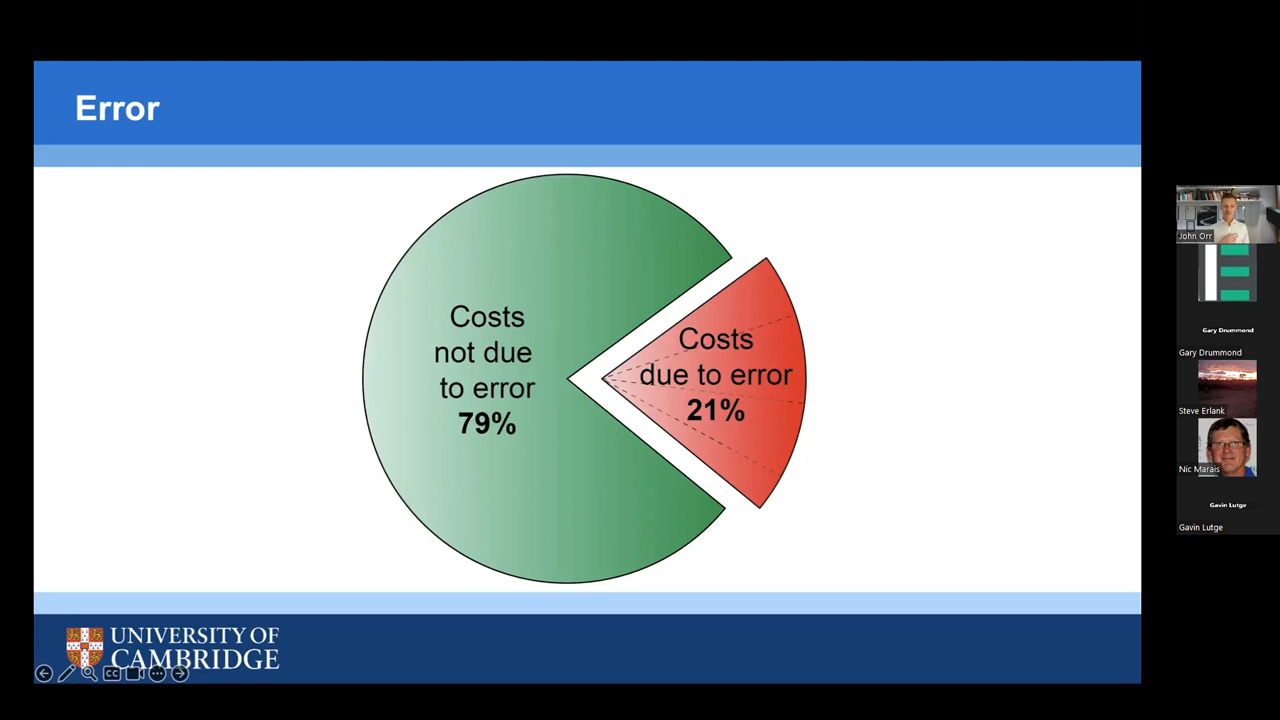 Error
Costs
not due
to error
79%
Costs
due to error
21%
UNIVERSITY OF
CAMBRIDGE
CC
John Orr
Gary Drummond
Gary Drummond
Steve Erlank
Nic Marais
Gavin Lutge
Gavin Lutge